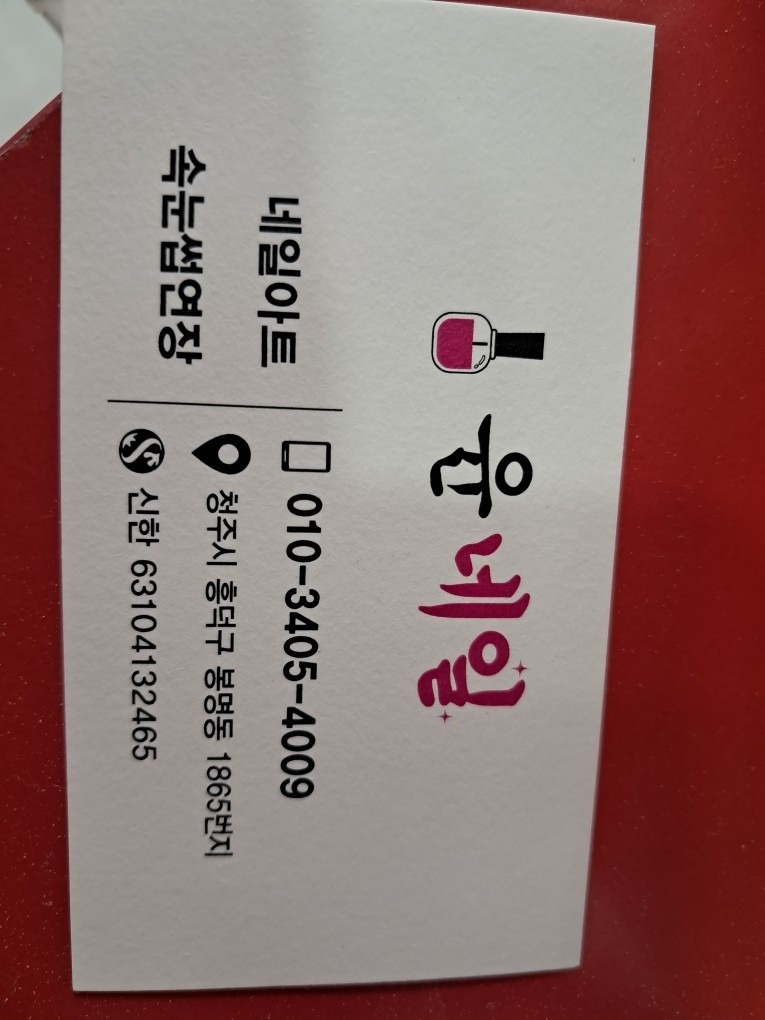 윤네일
네일아트
속눈썹연장
010-3405-4009
청주시 흥덕구 봉명동 1865번지
신한 63104132465